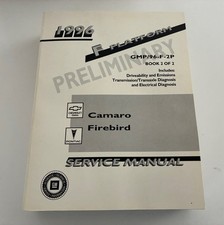 1996
F PLATFORM
PRELIMINARY
GMP/96-F-2P
BOOK 2 OF 2
Includes:
Driveability and Emissions
Transmission/Transaxle Diagnosis
and Electrical Diagnosis
Camaro
Firebird
SERVICE MANUAL
GM